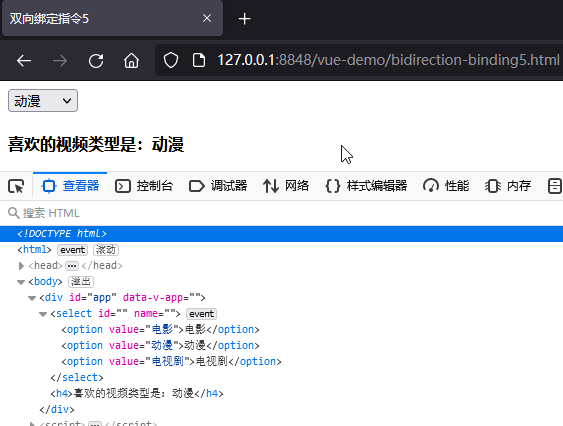 双向绑定指令5
127.0.0.1:8848/vue-demo/bidirection-binding5.html
动漫
喜欢的视频类型是：动漫
查看器 控制台 调试器 网络 样式编辑器 性能 内存
搜索 HTML
<!DOCTYPE html>
<html> event 滚动
<head> ••• </head>
<body> 溢出
<div id="app" data-v-app="">
<select id="" name=""> event
<option value="电影">电影</option>
<option value="动漫">动漫</option>
<option value="电视剧">电视剧</option>
</select>
<h4>喜欢的视频类型是：动漫</h4>
</div>
<script> ••• </script>